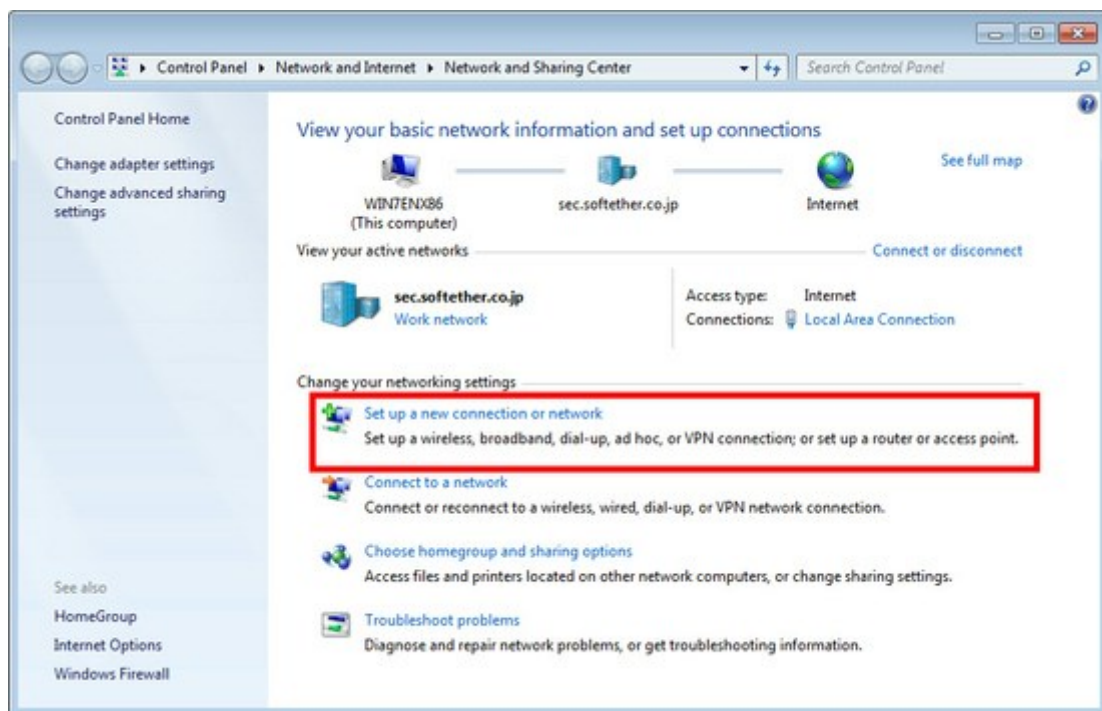 Control Panel ▸ Network and Internet ▸ Network and Sharing Center
Search Control Panel
Control Panel Home
Change adapter settings
Change advanced sharing
settings
See also
HomeGroup
Internet Options
Windows Firewall
View your basic network information and set up connections
See full map
WIN7ENX86
(This computer)
sec.softether.co.jp
Internet
View your active networks
Connect or disconnect
sec.softether.co.jp
Work network
Access type: Internet
Connections: Local Area Connection
Change your networking settings
Set up a new connection or network
Set up a wireless, broadband, dial-up, ad hoc, or VPN connection; or set up a router or access point.
Connect to a network
Connect or reconnect to a wireless, wired, dial-up, or VPN network connection.
Choose homegroup and sharing options
Access files and printers located on other network computers, or change sharing settings.
Troubleshoot problems
Diagnose and repair network problems, or get troubleshooting information.